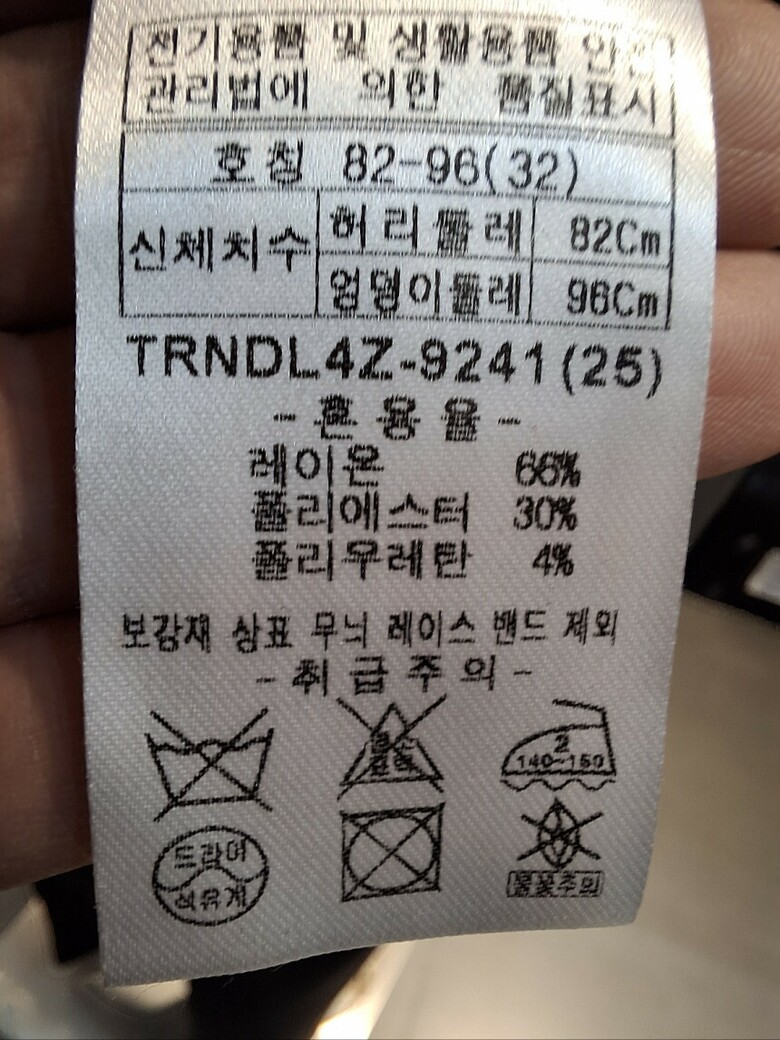 전기용품 및 생활용품 안전
관리법에 의한 품질표시
호칭 82-96(32)
신체치수 허리둘레 82Cm
엉덩이둘레 96Cm
TRNDL4Z-9241(25)
-혼용율-
레이온 66%
폴리에스터 30%
폴리우레탄 4%
보강재 상표 무늬 레이스 밴드 제외
-취급주의-
2
140~150
드라이
석유계
불꽃주의